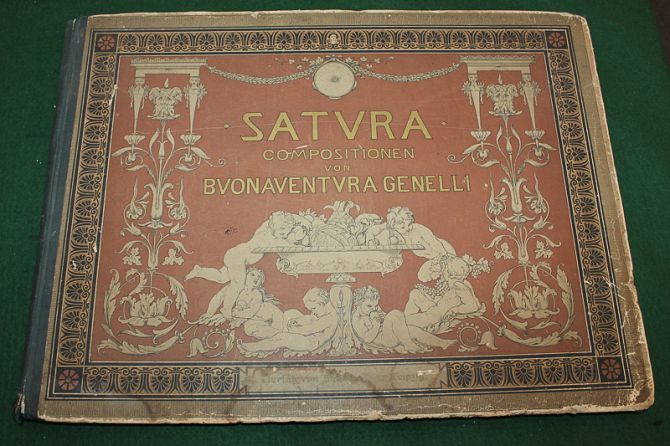 SATVRA
COMPOSITIONEN
VON
BVONAVENTVRA GENELLI